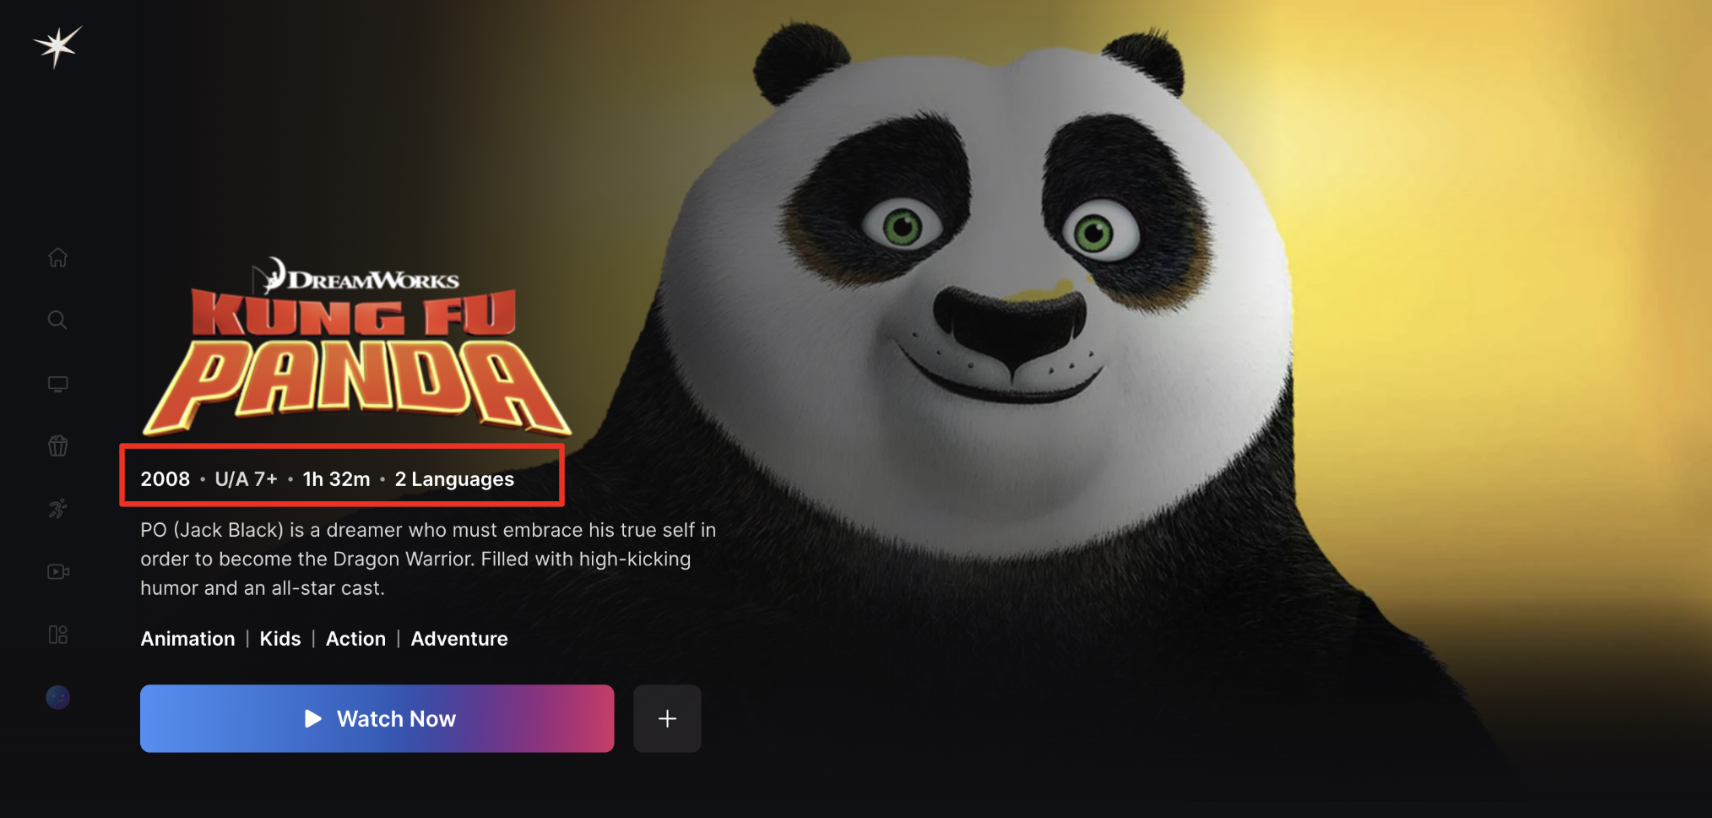 DREAMWORKS
KUNG FU
PANDA
2008 • U/A 7+ • 1h 32m • 2 Languages
PO (Jack Black) is a dreamer who must embrace his true self in
order to become the Dragon Warrior. Filled with high-kicking
humor and an all-star cast.
Animation | Kids | Action | Adventure
Watch Now